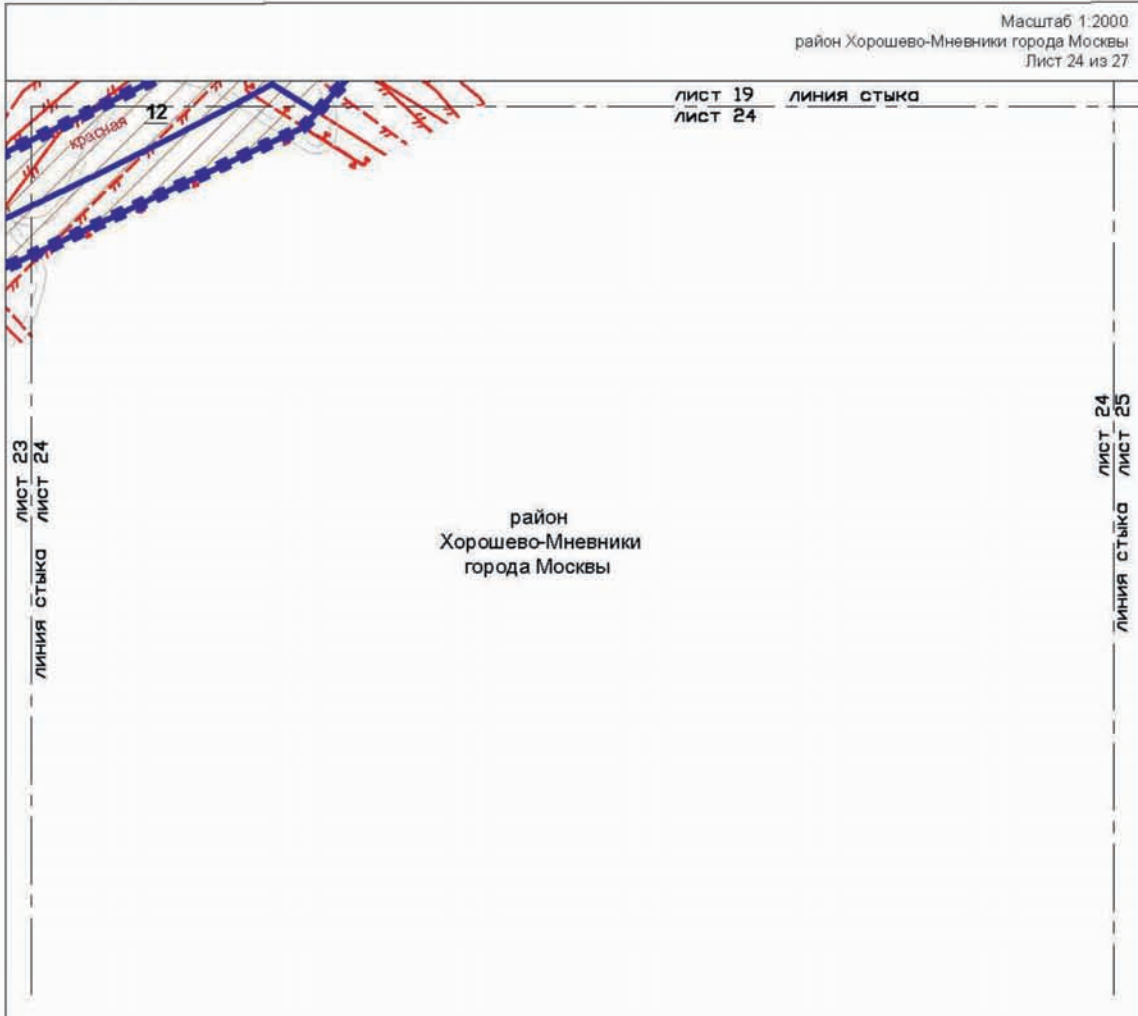 Масштаб 1:2000
район Хорошево-Мневники города Москвы
Лист 24 из 27
лист 19 линия стыка
лист 24
12
красная
лист 23
линия стыка лист 24
район
Хорошево-Мневники
города Москвы
лист 24
линия стыка лист 25